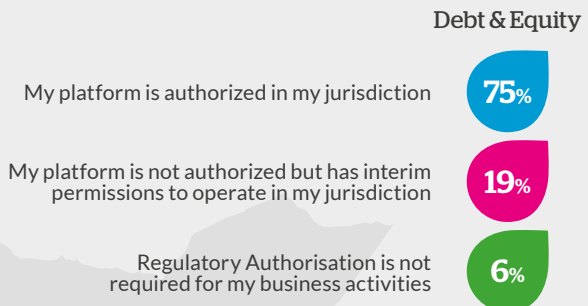 Debt & Equity
My platform is authorized in my jurisdiction
75%
My platform is not authorized but has interim
permissions to operate in my jurisdiction
19%
Regulatory Authorisation is not
required for my business activities
6%